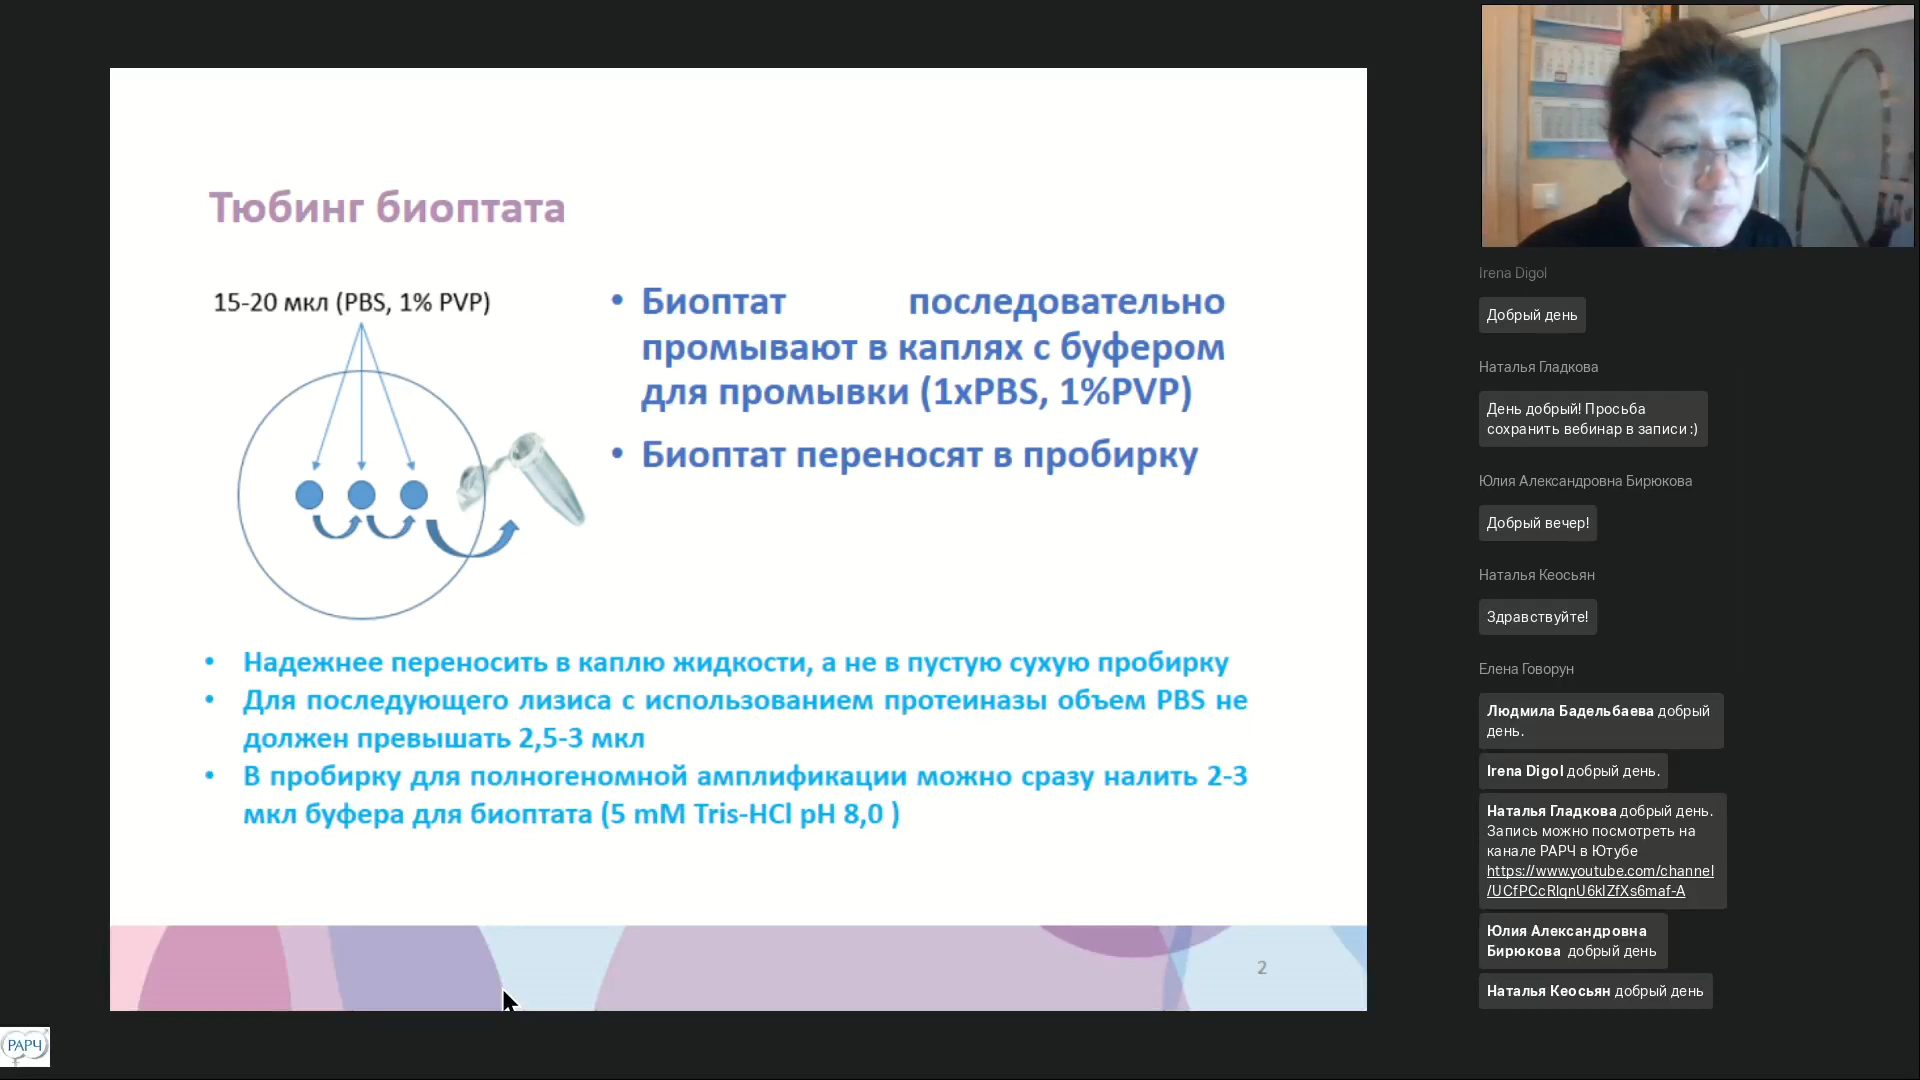 Тюбинг биоптата
15-20 мкл (PBS, 1% PVP)
• Биоптат последовательно
промывают в каплях с буфером
для промывки (1xPBS, 1%PVP)
• Биоптат переносят в пробирку
• Надежнее переносить в каплю жидкости, а не в пустую сухую пробирку
• Для последующего лизиса с использованием протеиназы объем PBS не
должен превышать 2,5-3 мкл
• В пробирку для полногеномной амплификации можно сразу налить 2-3
мкл буфера для биоптата (5 mM Tris-HCl pH 8,0 )
2
РАРЧ
Irena Digol
Добрый день
Наталья Гладкова
День добрый! Просьба
сохранить вебинар в записи :)
Юлия Александровна Бирюкова
Добрый вечер!
Наталья Кеосьян
Здравствуйте!
Елена Говорун
Людмила Бадельбаева добрый
день.
Irena Digol добрый день.
Наталья Гладкова добрый день.
Запись можно посмотреть на
канале РАРЧ в Ютубе
https://www.youtube.com/channel
/UCfPCcRlqnU6klZfXs6maf-A
Юлия Александровна
Бирюкова добрый день
Наталья Кеосьян добрый день